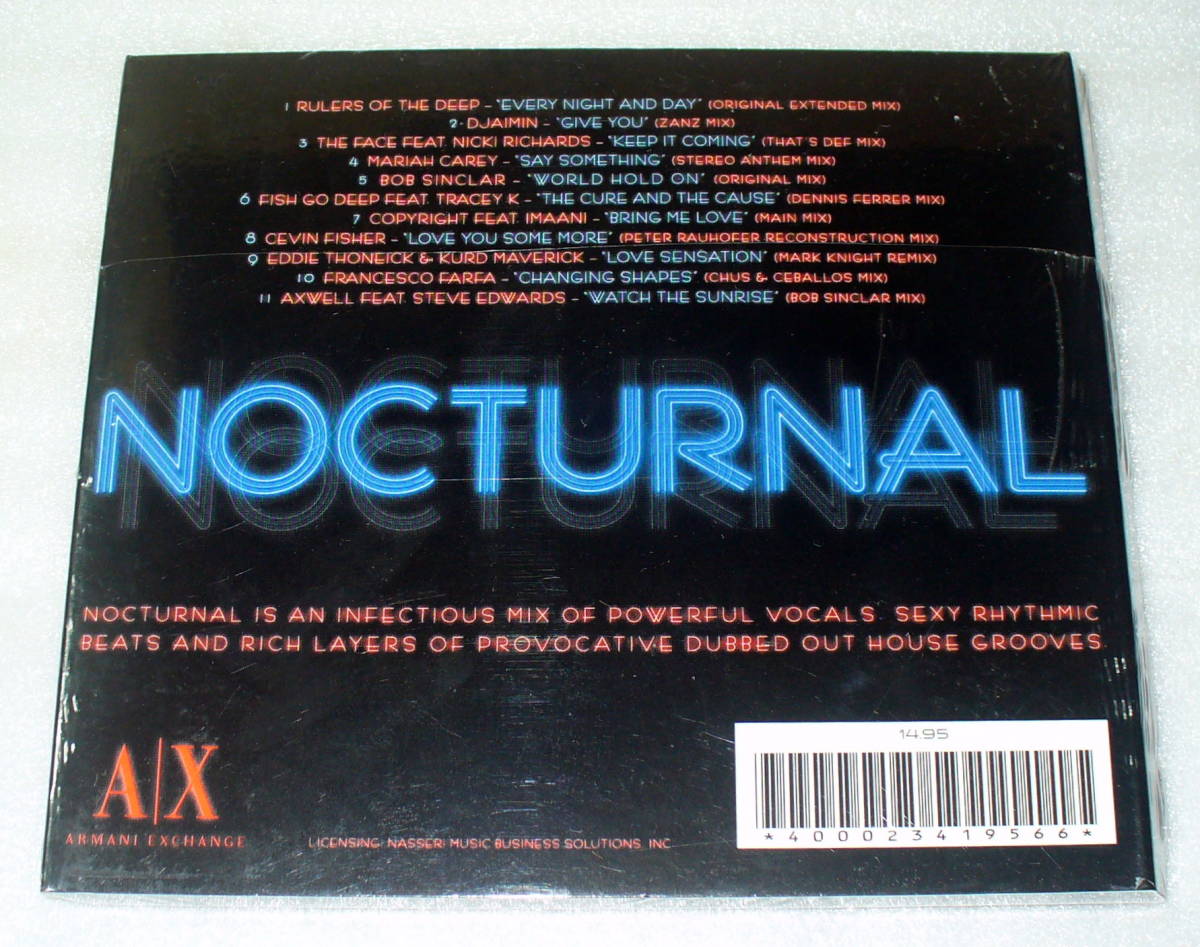 1 RULERS OF THE DEEP - "EVERY NIGHT AND DAY" (ORIGINAL EXTENDED MIX)
2. DJAIMIN - "GIVE YOU" (ZANZ MIX)
3 THE FACE FEAT. NICKI RICHARDS - "KEEP IT COMING" (THAT'S DEF MIX)
4 MARIAH CAREY - "SAY SOMETHING" (STEREO ANTHEM MIX)
5 BOB SINCLAR - "WORLD HOLD ON" (ORIGINAL MIX)
6 FISH GO DEEP FEAT. TRACEY K - "THE CURE AND THE CAUSE" (DENNIS FERRER MIX)
7 COPYRIGHT FEAT. IMAANI - "BRING ME LOVE" (MAIN MIX)
8 CEVIN FISHER - "LOVE YOU SOME MORE" (PETER RAUHOFER RECONSTRUCTION MIX)
9 EDDIE THONEICK & KURD MAVERICK - "LOVE SENSATION" (MARK KNIGHT REMIX)
10 FRANCESCO FARFA - "CHANGING SHAPES" (CHUS & CEBALLOS MIX)
11 AXWELL FEAT. STEVE EDWARDS - "WATCH THE SUNRISE" (BOB SINCLAR MIX)
NOCTURNAL
NOCTURNAL IS AN INFECTIOUS MIX OF POWERFUL VOCALS. SEXY RHYTHMIC
BEATS AND RICH LAYERS OF PROVOCATIVE DUBBED OUT HOUSE GROOVES.
A|X
ARMANI EXCHANGE
LICENSING: NASSERI MUSIC BUSINESS SOLUTIONS, INC.
14.95
*400023419566*